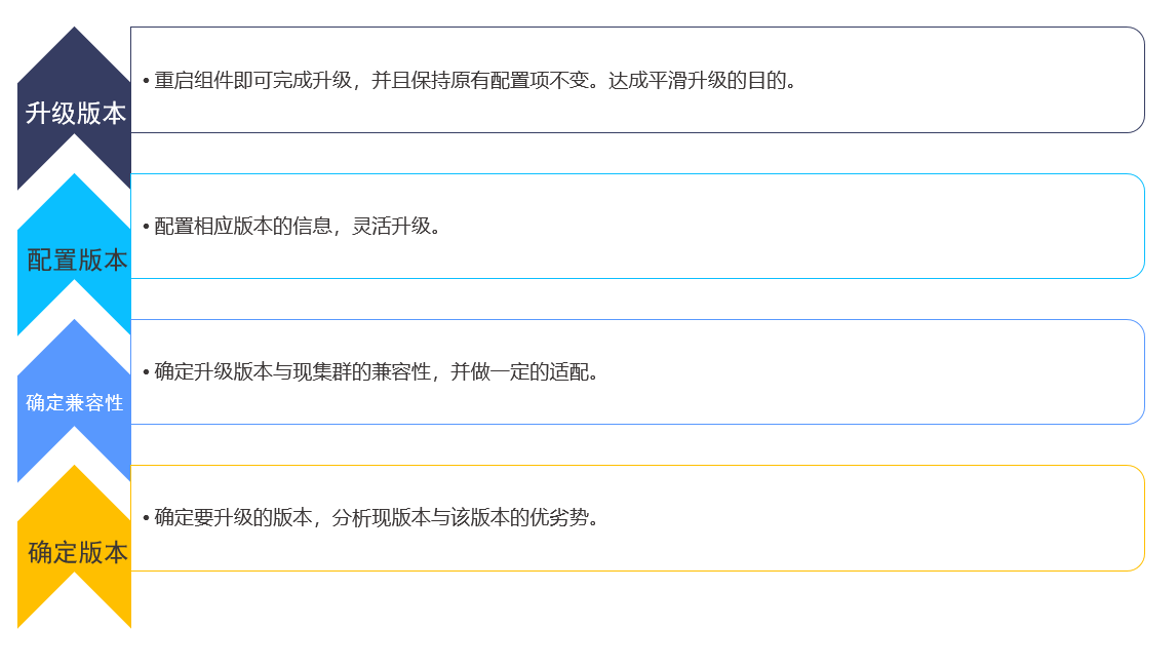 升级版本
• 重启组件即可完成升级，并且保持原有配置项不变。达成平滑升级的目的。
配置版本
• 配置相应版本的信息，灵活升级。
确定兼容性
• 确定升级版本与现集群的兼容性，并做一定的适配。
确定版本
• 确定要升级的版本，分析现版本与该版本的优劣势。